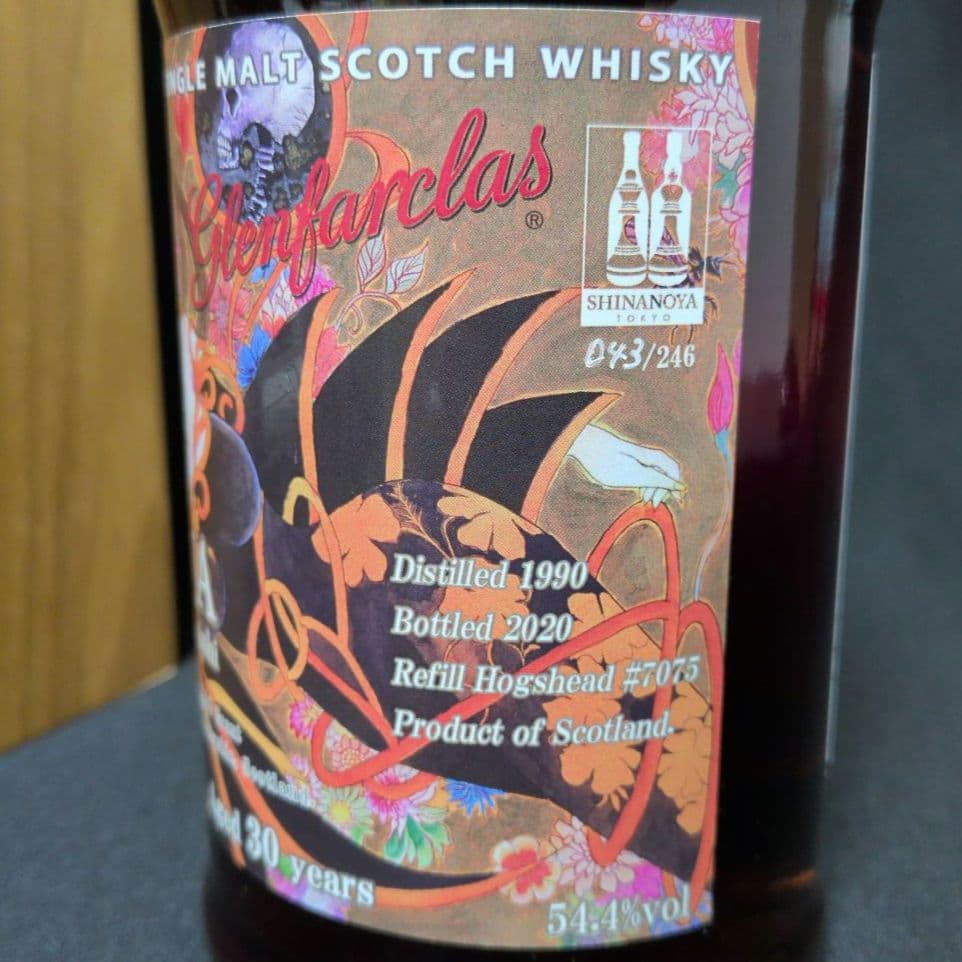 SINGLE MALT SCOTCH WHISKY
Glenfarclas
®
SHINANOYA
TOKYO
043/246
Distilled 1990
Bottled 2020
Refill Hogshead #7075
Product of Scotland.
Scotland.
Aged 30 years
54.4%vol